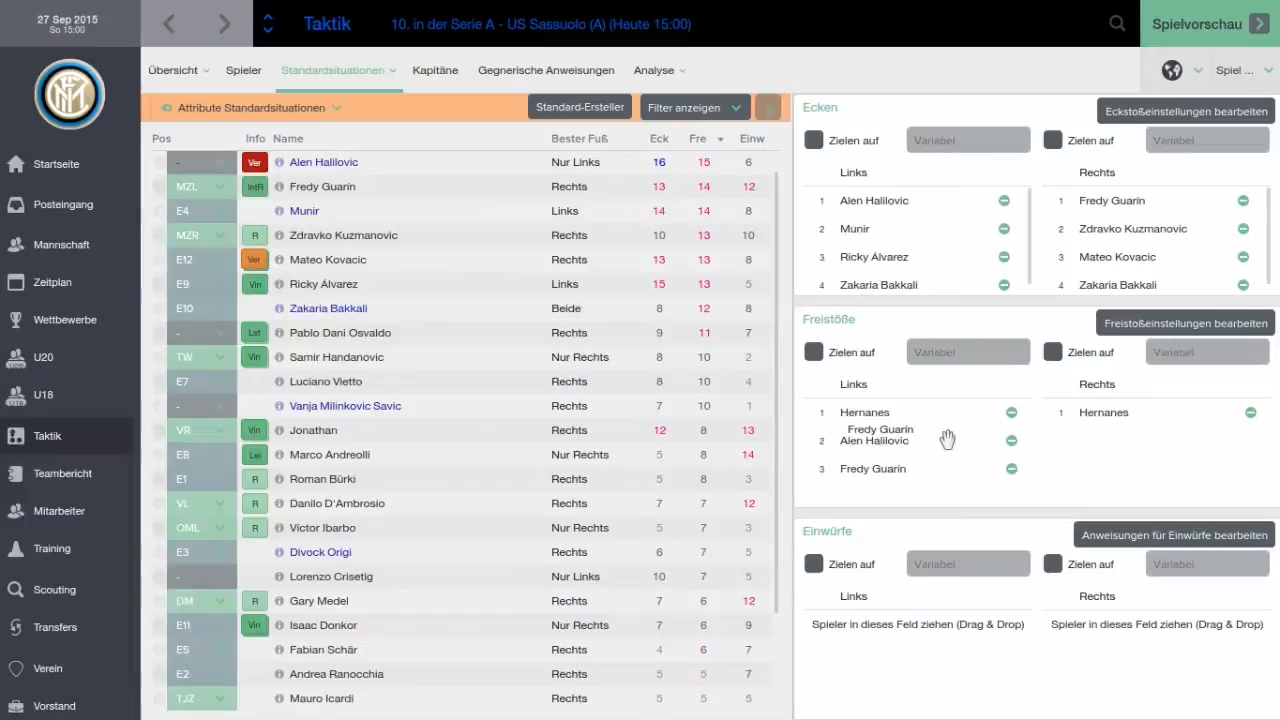 27 Sep 2015
So 15:00
Taktik
10. in der Serie A - US Sassuolo (A) (Heute 15:00)
Spielvorschau
Übersicht
Spieler
Standardsituationen
Kapitäne
Gegnerische Anweisungen
Analyse
Spiel ...
Startseite
Posteingang
Mannschaft
Zeitplan
Wettbewerbe
U20
U18
Taktik
Teambericht
Mitarbeiter
Training
Scouting
Transfers
Verein
Vorstand
Attribute Standardsituationen
Standard-Ersteller
Filter anzeigen
Pos Info Name Bester Fuß Eck Fre Einw
- Ver Alen Halilovic Nur Links 16 15 6
MZL IntR Fredy Guarín Rechts 13 14 12
E4 Munir Links 14 14 8
MZR R Zdravko Kuzmanovic Rechts 10 13 10
E12 Ver Mateo Kovacic Rechts 13 13 8
E9 Vin Ricky Álvarez Links 15 13 5
E10 Zakaria Bakkali Beide 8 12 8
- Lst Pablo Dani Osvaldo Rechts 9 11 7
TW Vin Samir Handanovic Nur Rechts 8 10 2
E7 Luciano Vietto Rechts 8 10 4
- Vanja Milinkovic Savic Rechts 7 10 1
VR Vin Jonathan Rechts 12 8 13
E8 Lei Marco Andreolli Nur Rechts 5 8 14
E1 R Roman Bürki Rechts 5 8 3
VL R Danilo D'Ambrosio Rechts 7 7 12
OML R Víctor Ibarbo Nur Rechts 5 7 3
E3 Divock Origi Rechts 6 7 5
- Lorenzo Crisetig Nur Links 10 7 5
DM R Gary Medel Rechts 7 6 12
E11 Vin Isaac Donkor Nur Rechts 7 6 9
E5 Fabian Schär Rechts 4 6 7
E2 Andrea Ranocchia Rechts 5 5 7
TJZ Mauro Icardi Rechts 5 5 5
Ecken
Eckstoßeinstellungen bearbeiten
Zielen auf Variabel Zielen auf Variabel
Links Rechts
1 Alen Halilovic 1 Fredy Guarín
2 Munir 2 Zdravko Kuzmanovic
3 Ricky Álvarez 3 Mateo Kovacic
4 Zakaria Bakkali 4 Zakaria Bakkali
Freistöße
Freistoßeinstellungen bearbeiten
Zielen auf Variabel Zielen auf Variabel
Links Rechts
1 Hernanes 1 Hernanes
Fredy Guarín
2 Alen Halilovic
3 Fredy Guarín
Einwürfe
Anweisungen für Einwürfe bearbeiten
Zielen auf Variabel Zielen auf Variabel
Links Rechts
Spieler in dieses Feld ziehen (Drag & Drop) Spieler in dieses Feld ziehen (Drag & Drop)